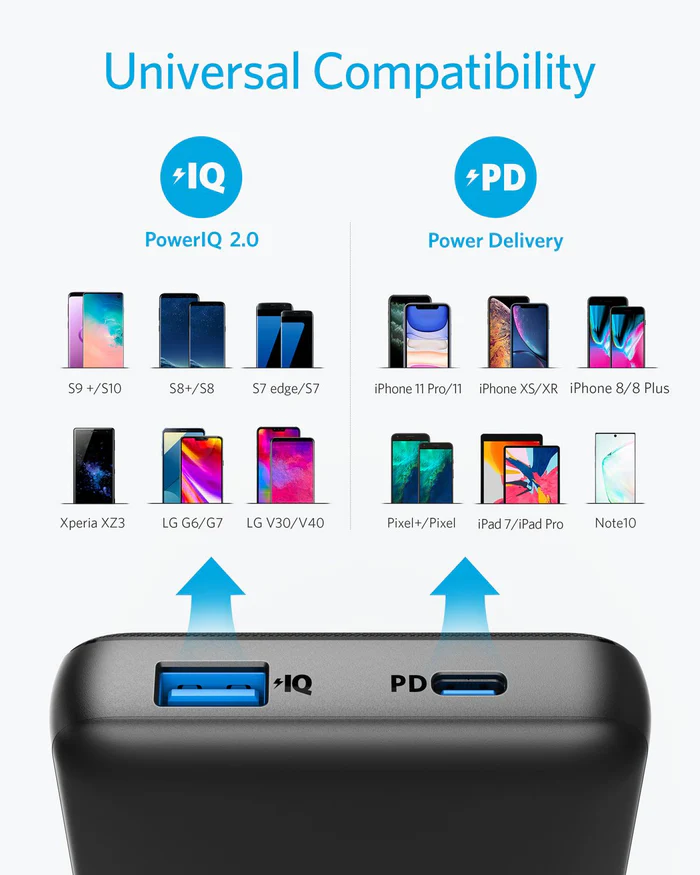 Universal Compatibility
IQ
PD
PowerIQ 2.0
Power Delivery
S9 +/S10
S8+/S8
S7 edge/S7
iPhone 11 Pro/11
iPhone XS/XR
iPhone 8/8 Plus
Xperia XZ3
LG G6/G7
LG V30/V40
Pixel+/Pixel
iPad 7/iPad Pro
Note10
IQ
PD